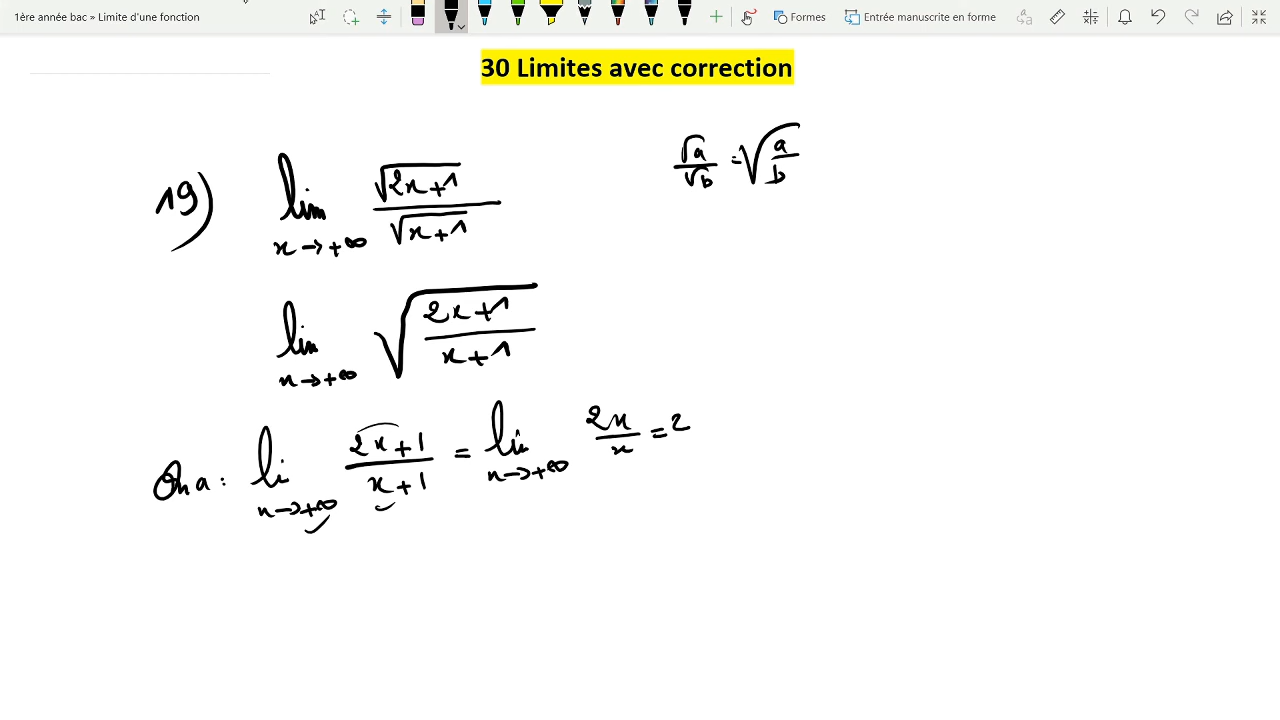 1ère année bac » Limite d'une fonction
Formes
Entrée manuscrite en forme
30 Limites avec correction
√a/√b = √(a/b)
19) lim x→+∞ √(2x+1)/√(x+1)
lim x→+∞ √((2x+1)/(x+1))
On a : li x→+∞ (2x+1)/(x+1) = lim x→+∞ 2x/x = 2